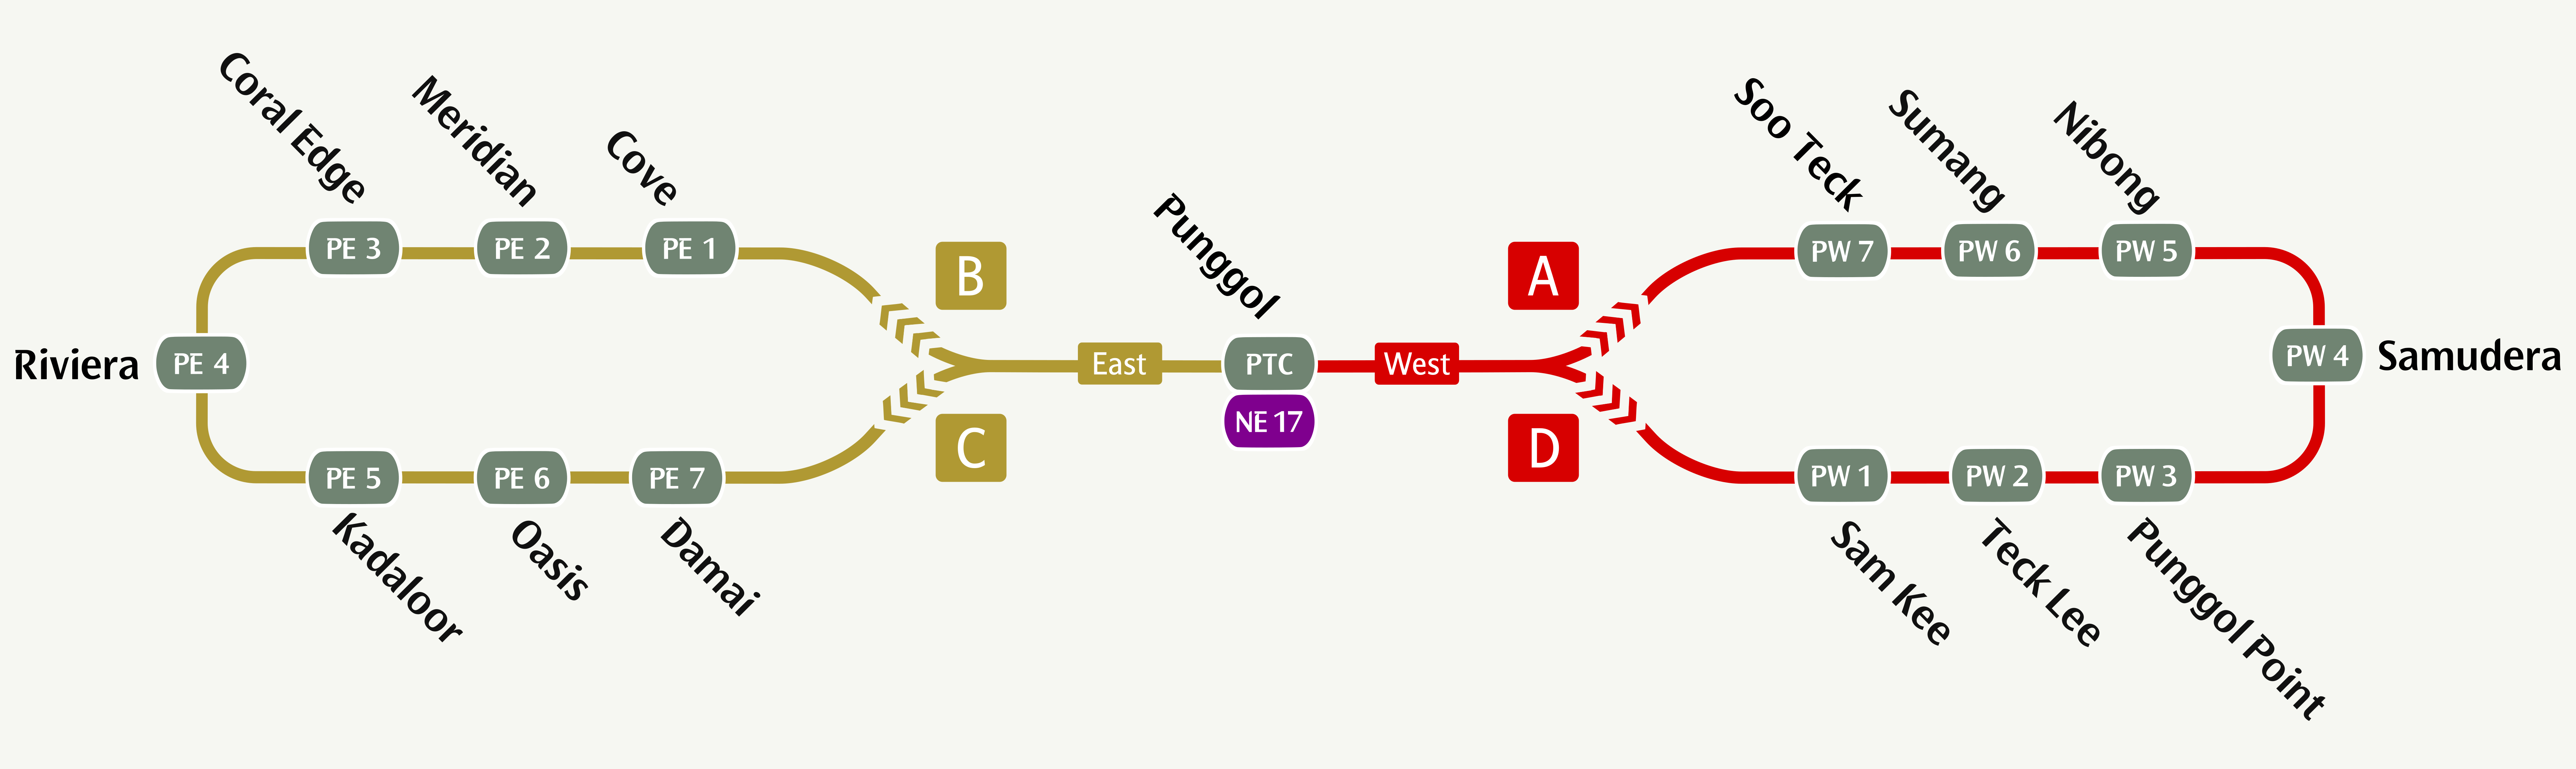 Coral Edge
Meridian
Cove
PE 3
PE 2
PE 1
Riviera
PE 4
PE 5
PE 6
PE 7
Kadaloor
Oasis
Damai
B
C
East
Punggol
PTC
NE 17
West
A
D
Soo Teck
Sumang
Nibong
PW 7
PW 6
PW 5
PW 4
Samudera
PW 1
PW 2
PW 3
Sam Kee
Teck Lee
Punggol Point